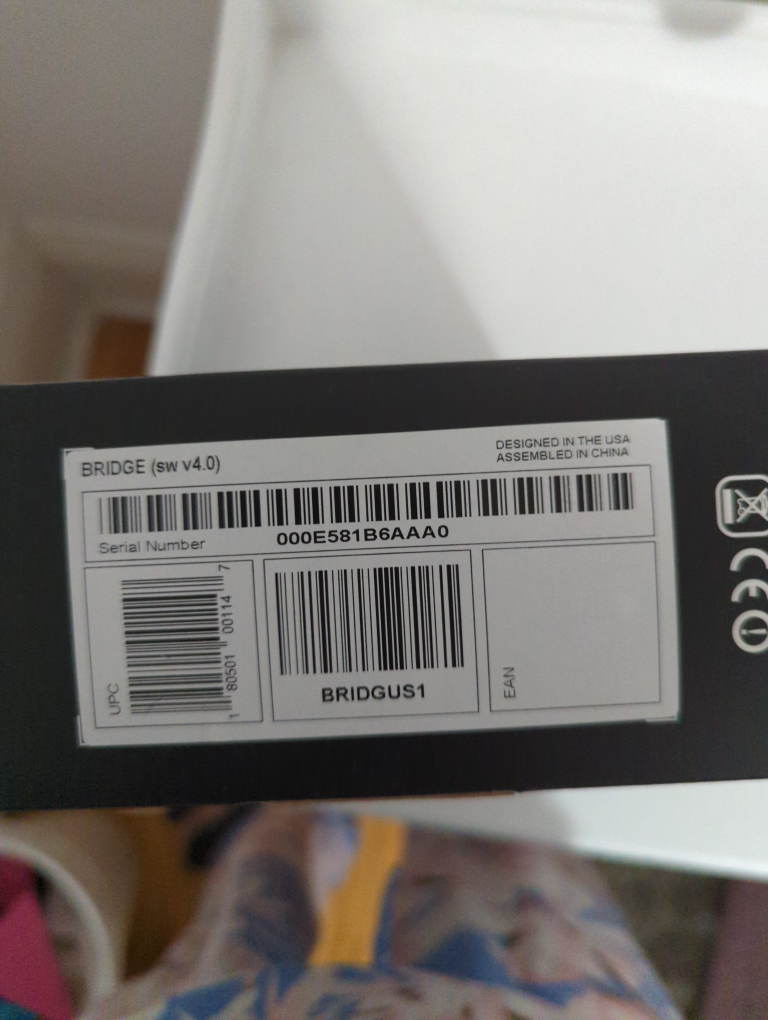 BRIDGE (sw v4.0)
DESIGNED IN THE USA
ASSEMBLED IN CHINA
Serial Number
000E581B6AAA0
UPC
1 80501 00114 7
BRIDGUS1
EAN
CE